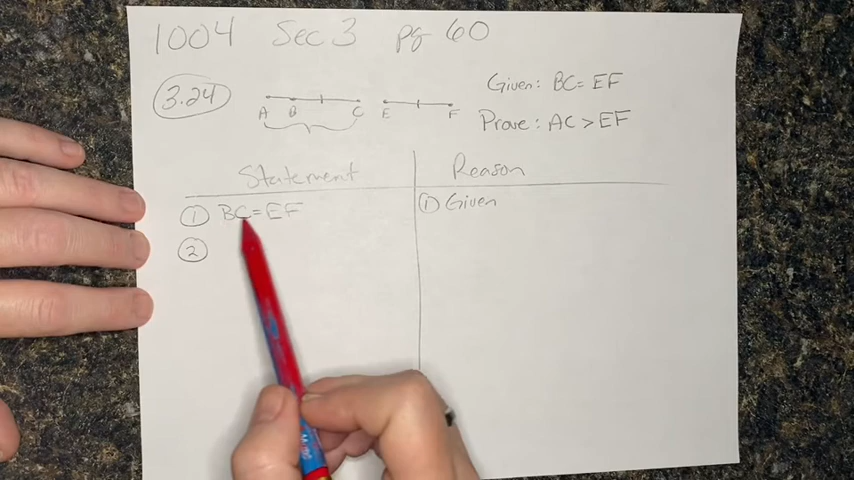 1004 Sec 3 pg 60
3.24
A B C E F
Given: BC = EF
Prove: AC > EF
Statement Reason
① BC = EF ① Given
②